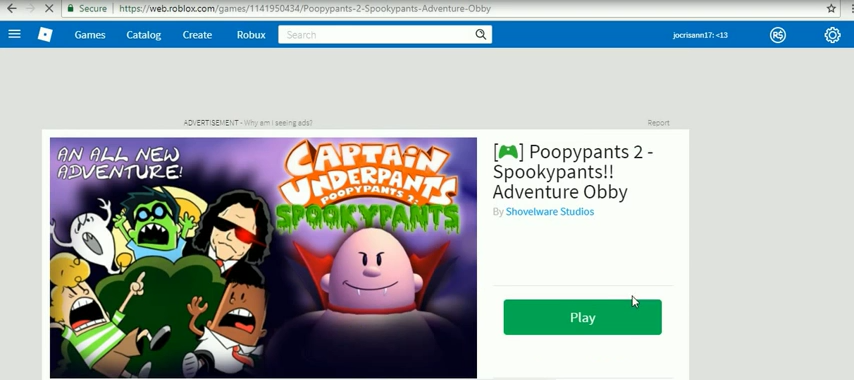 Secure https://web.roblox.com/games/1141950434/Poopypants-2-Spookypants-Adventure-Obby
Games Catalog Create Robux Search jocrisann17: <13 R$
ADVERTISEMENT - Why am I seeing ads? Report
AN ALL NEW
ADVENTURE!
CAPTAIN
UNDERPANTS
POOPYPANTS 2:
SPOOKYPANTS
[🎮] Poopypants 2 -
Spookypants!!
Adventure Obby
By Shovelware Studios
Play